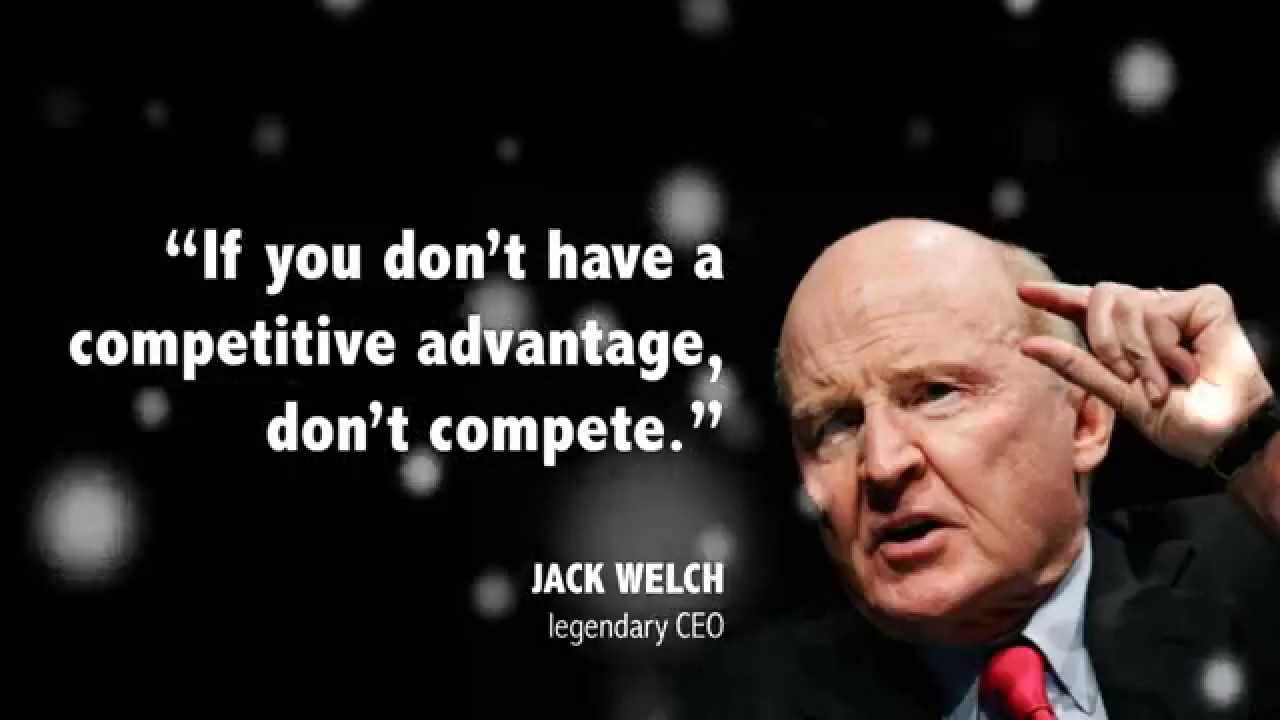 “If you don’t have a
competitive advantage,
don’t compete.”
JACK WELCH
legendary CEO